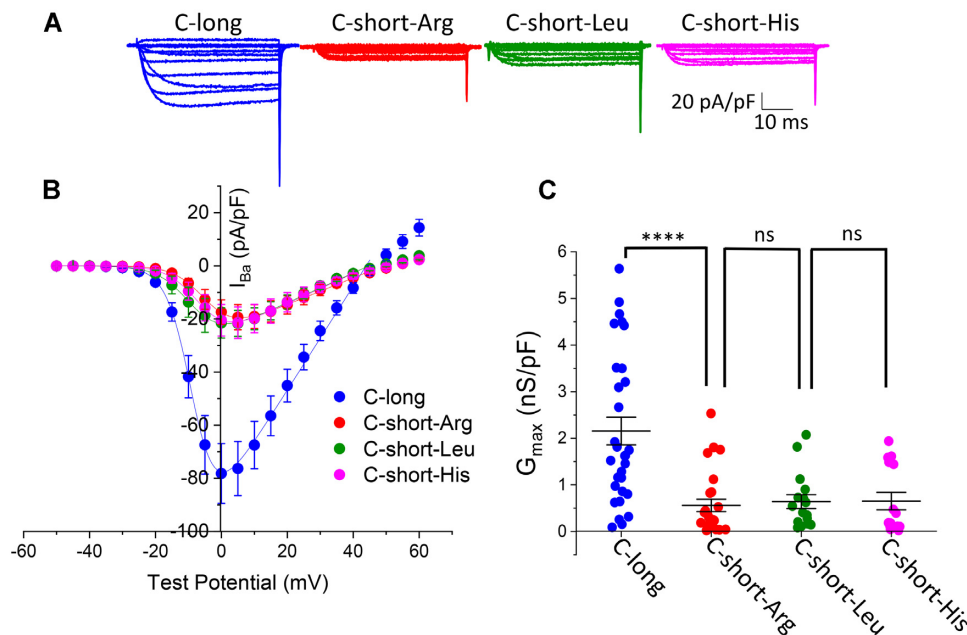 A
C-long C-short-Arg C-short-Leu C-short-His
20 pA/pF
10 ms
B
I_Ba (pA/pF)
20
0
-20
-40
-60
-80
-100
C-long
C-short-Arg
C-short-Leu
C-short-His
-60 -40 -20 0 20 40 60
Test Potential (mV)
C
**** ns ns
G_max (nS/pF)
6
5
4
3
2
1
0
C-long
C-short-Arg
C-short-Leu
C-short-His